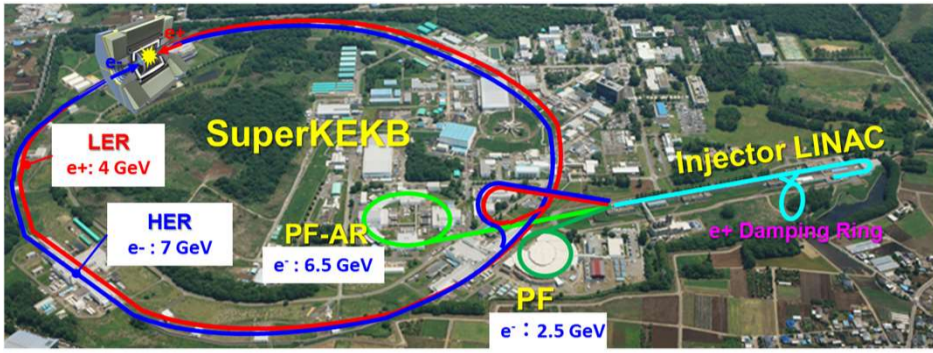 e+
e-
SuperKEKB
LER
e+: 4 GeV
Injector LINAC
HER
e- : 7 GeV
PF-AR
e⁻ : 6.5 GeV
e+ Damping Ring
PF
e⁻ : 2.5 GeV